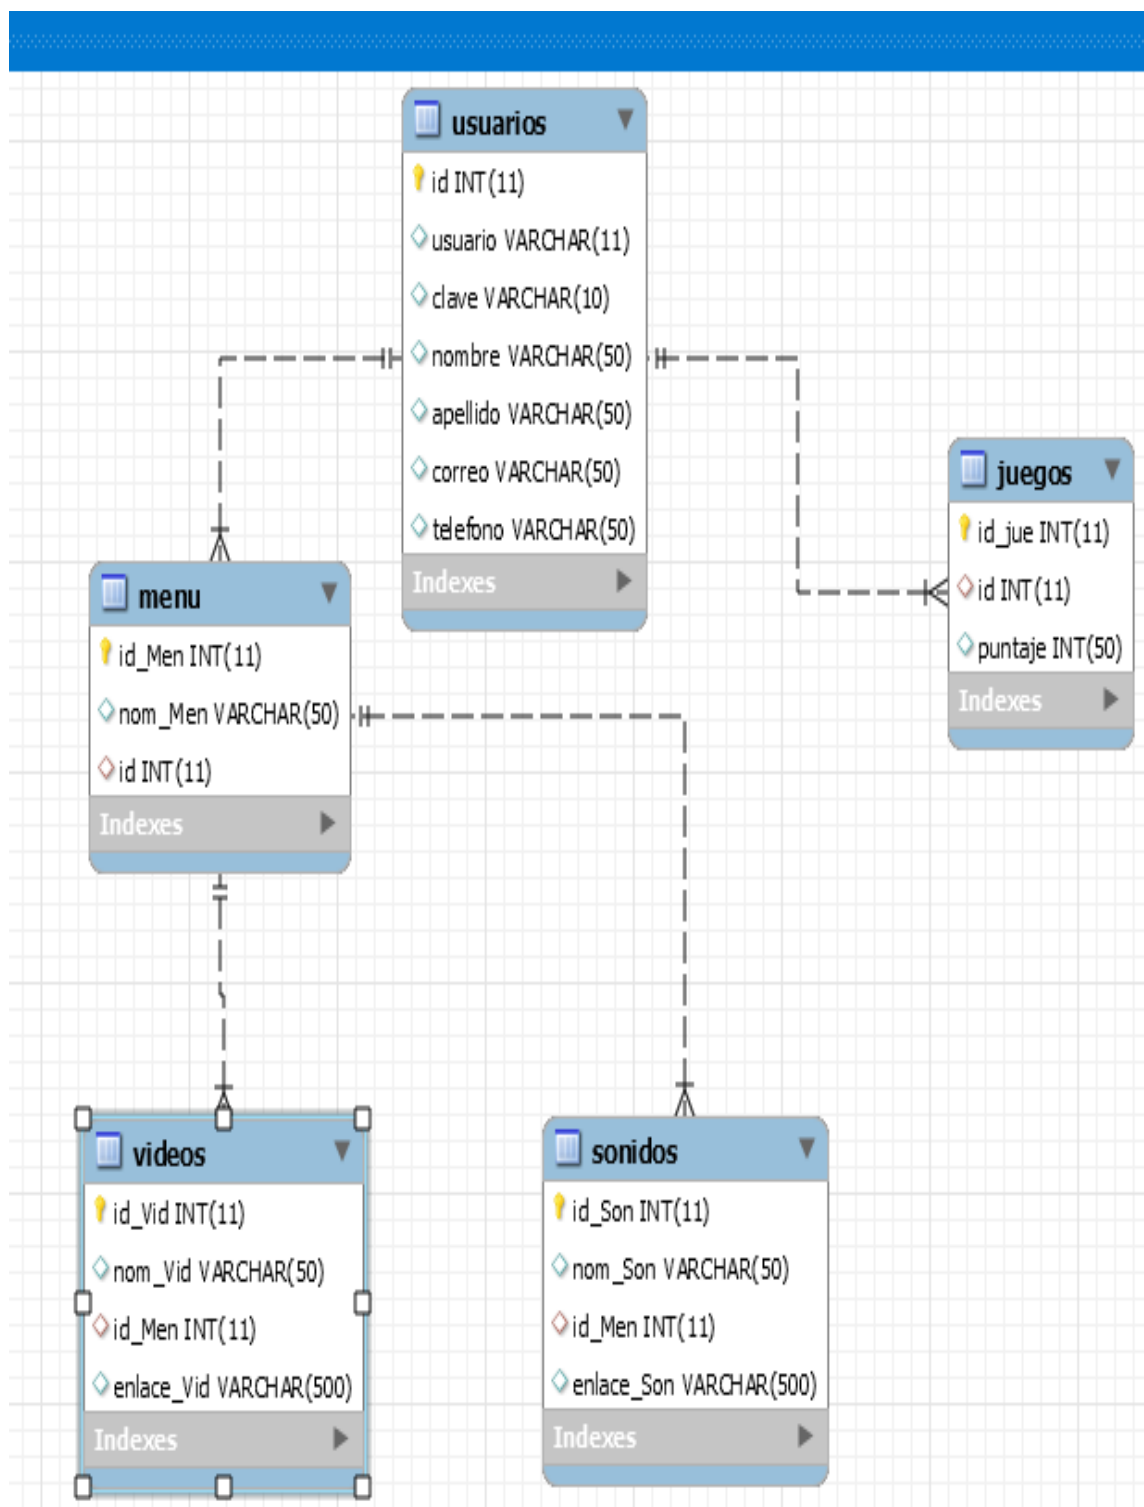 usuarios
id INT(11)
usuario VARCHAR(11)
clave VARCHAR(10)
nombre VARCHAR(50)
apellido VARCHAR(50)
correo VARCHAR(50)
telefono VARCHAR(50)
Indexes
juegos
id_jue INT(11)
id INT(11)
puntaje INT(50)
Indexes
menu
id_Men INT(11)
nom_Men VARCHAR(50)
id INT(11)
Indexes
videos
id_Vid INT(11)
nom_Vid VARCHAR(50)
id_Men INT(11)
enlace_Vid VARCHAR(500)
Indexes
sonidos
id_Son INT(11)
nom_Son VARCHAR(50)
id_Men INT(11)
enlace_Son VARCHAR(500)
Indexes